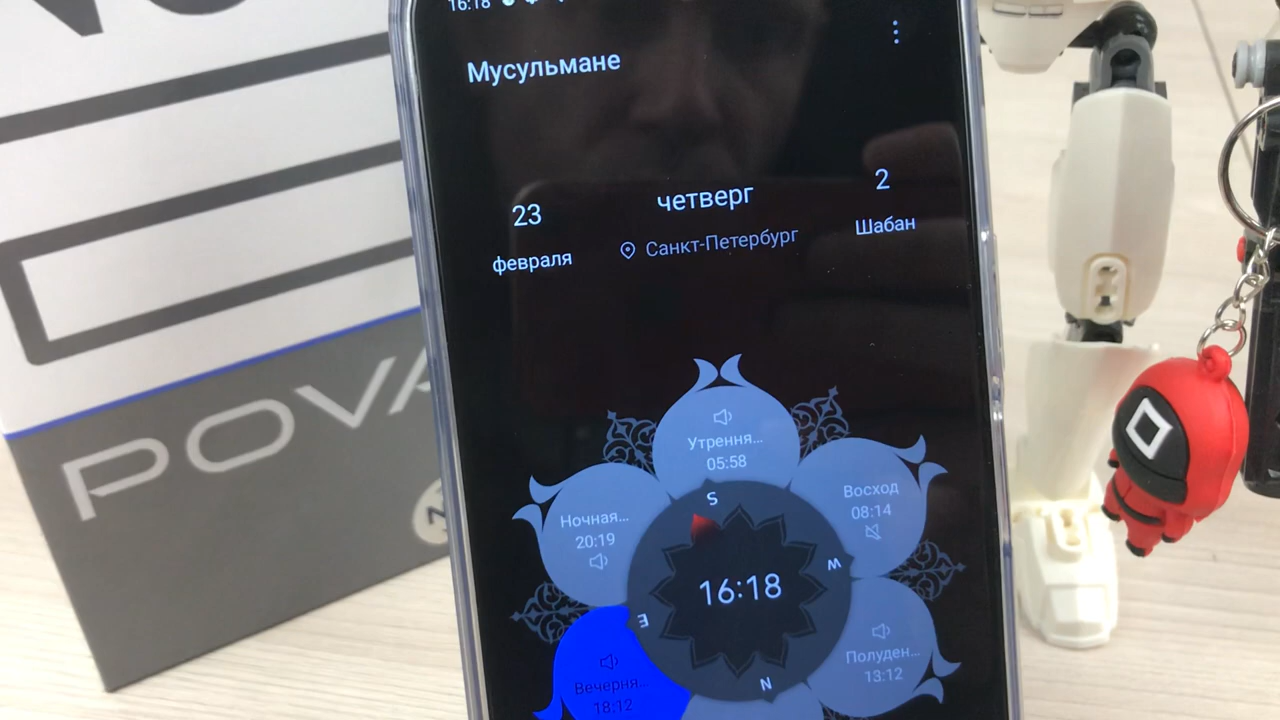 16:18
Мусульмане
23
февраля
четверг
Санкт-Петербург
2
Шабан
Утрення...
05:58
Восход
08:14
Ночная...
20:19
S
W
E
N
16:18
Полуден...
13:12
Вечерня...
18:12
POVA